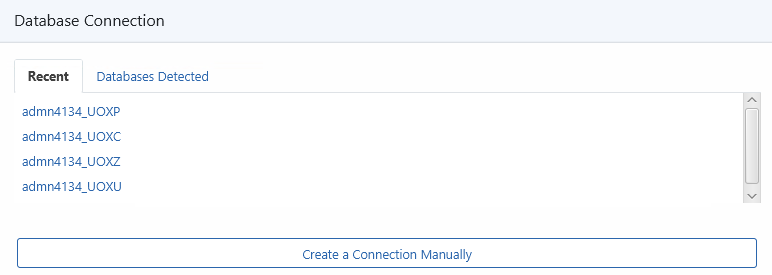 Database Connection
Recent
Databases Detected
admn4134_UOXP
admn4134_UOXC
admn4134_UOXZ
admn4134_UOXU
Create a Connection Manually